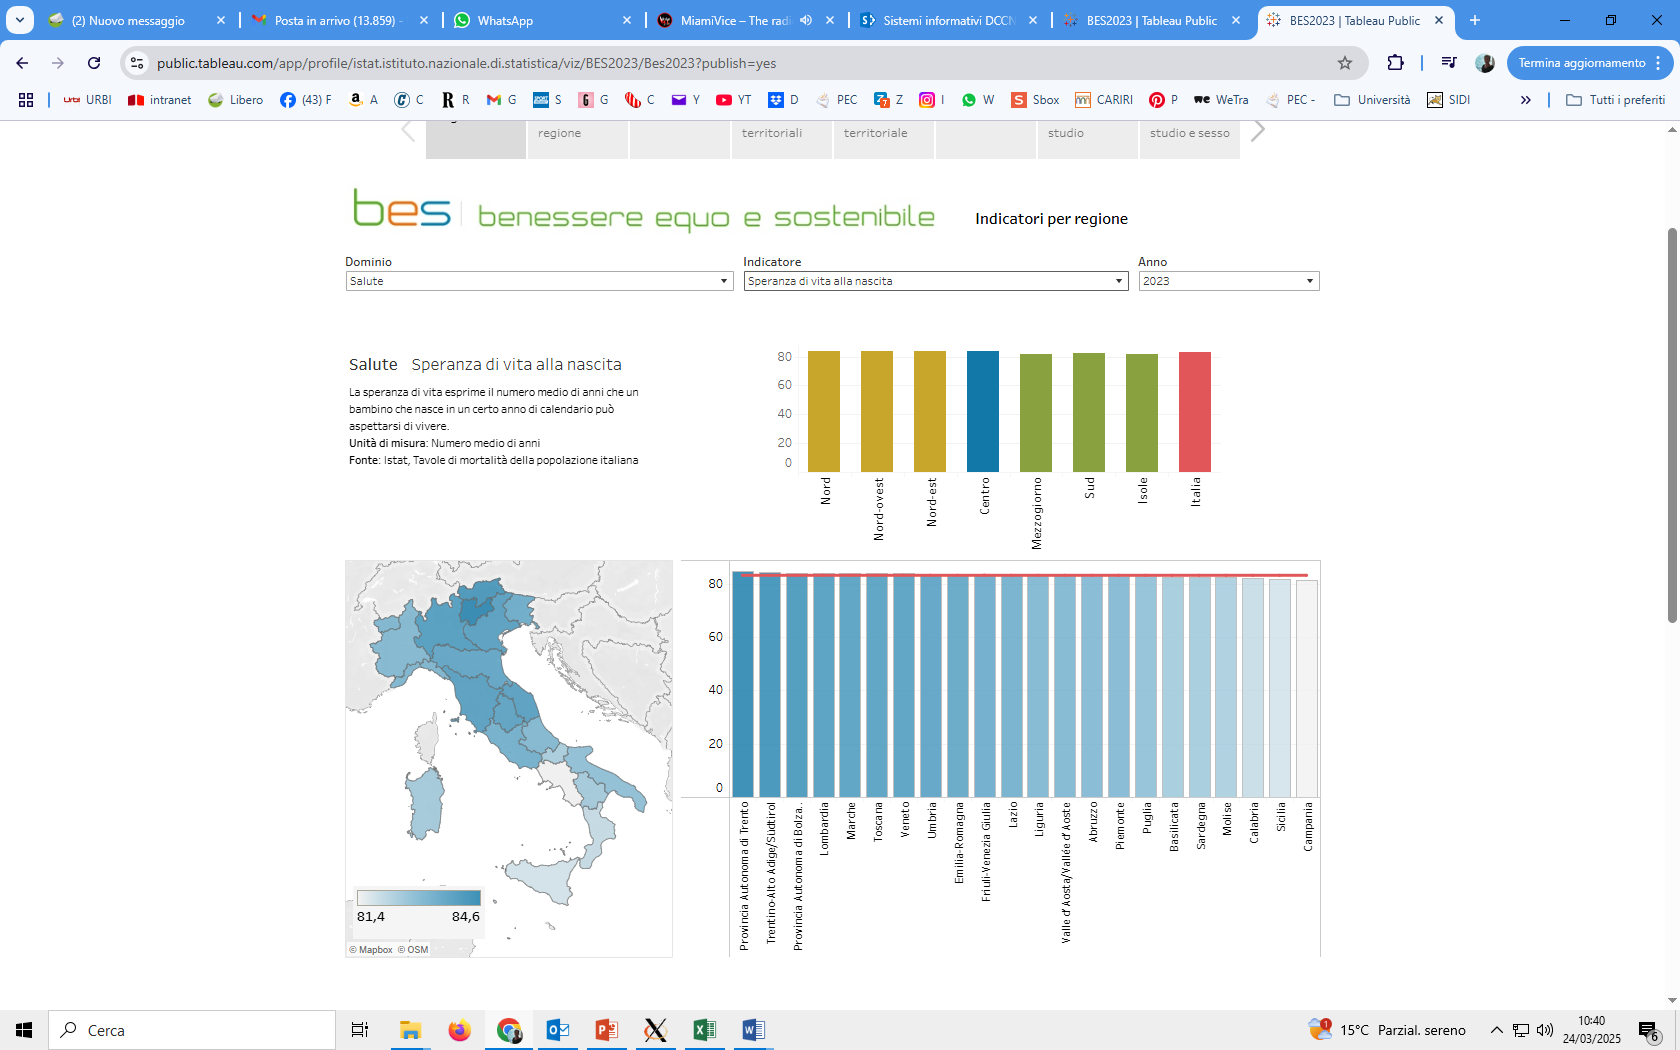 (2) Nuovo messaggio
Posta in arrivo (13.859) -
WhatsApp
MiamiVice – The radi
Sistemi informativi DCCN
BES2023 | Tableau Public
BES2023 | Tableau Public
public.tableau.com/app/profile/istat.istituto.nazionale.di.statistica/viz/BES2023/Bes2023?publish=yes
Termina aggiornamento
URBI
intranet
Libero
(43) F
A
C
R
G
S
G
C
Y
YT
D
PEC
Z
I
W
Sbox
CARIRI
P
WeTra
PEC -
Università
SIDI
»
Tutti i preferiti
regione
territoriali
territoriale
studio
studio e sesso
bes | benessere equo e sostenibile
Indicatori per regione
Dominio
Indicatore
Anno
Salute
Speranza di vita alla nascita
2023
Salute Speranza di vita alla nascita
La speranza di vita esprime il numero medio di anni che un
bambino che nasce in un certo anno di calendario può
aspettarsi di vivere.
Unità di misura: Numero medio di anni
Fonte: Istat, Tavole di mortalità della popolazione italiana
80
60
40
20
0
Nord
Nord-ovest
Nord-est
Centro
Mezzogiorno
Sud
Isole
Italia
81,4
84,6
© Mapbox © OSM
80
60
40
20
0
Provincia Autonoma di Trento
Trentino-Alto Adige/Südtirol
Provincia Autonoma di Bolza..
Lombardia
Marche
Toscana
Veneto
Umbria
Emilia-Romagna
Friuli-Venezia Giulia
Lazio
Liguria
Valle d'Aosta/Vallée d'Aoste
Abruzzo
Piemonte
Puglia
Basilicata
Sardegna
Molise
Calabria
Sicilia
Campania
Cerca
1
15°C Parzial. sereno
10:40
24/03/2025
6